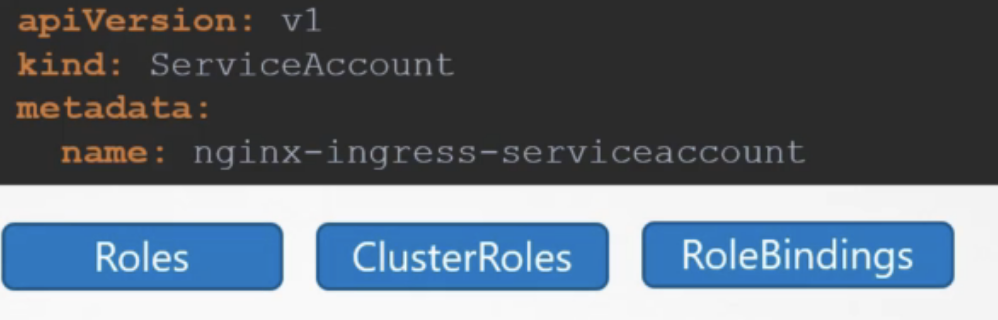 apiVersion: v1
kind: ServiceAccount
metadata:
  name: nginx-ingress-serviceaccount
Roles ClusterRoles RoleBindings